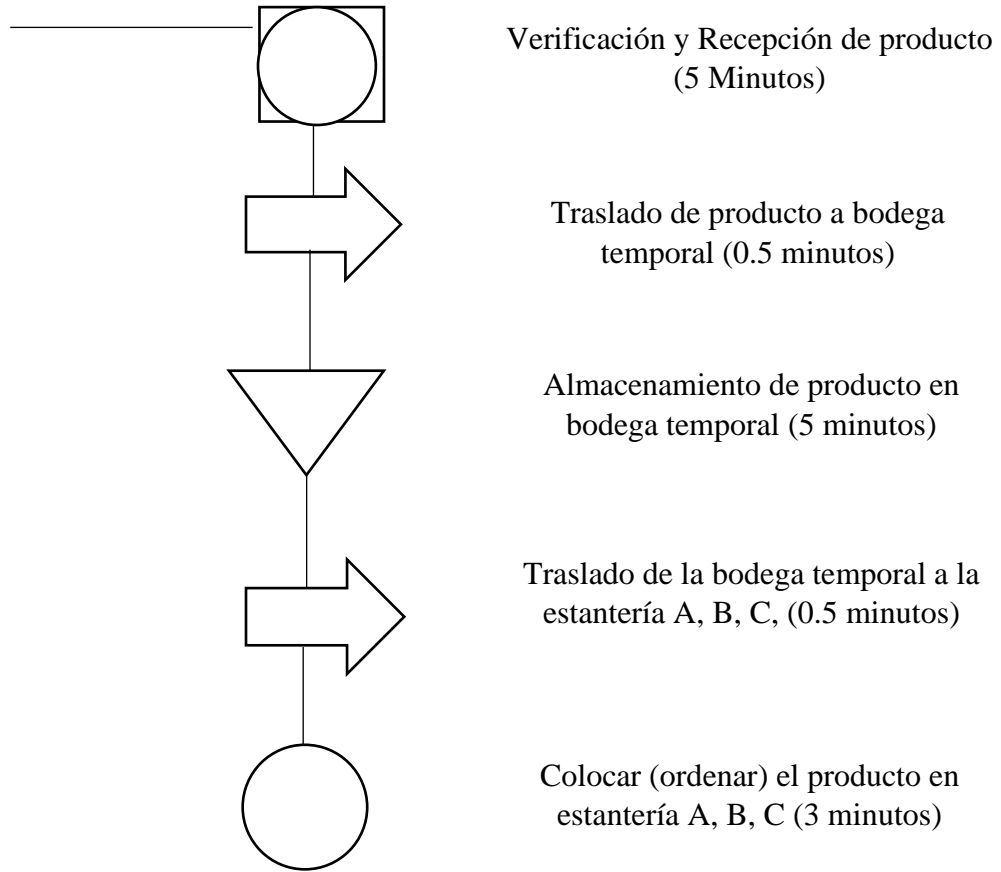 Verificación y Recepción de producto
(5 Minutos)
Traslado de producto a bodega
temporal (0.5 minutos)
Almacenamiento de producto en
bodega temporal (5 minutos)
Traslado de la bodega temporal a la
estantería A, B, C, (0.5 minutos)
Colocar (ordenar) el producto en
estantería A, B, C (3 minutos)